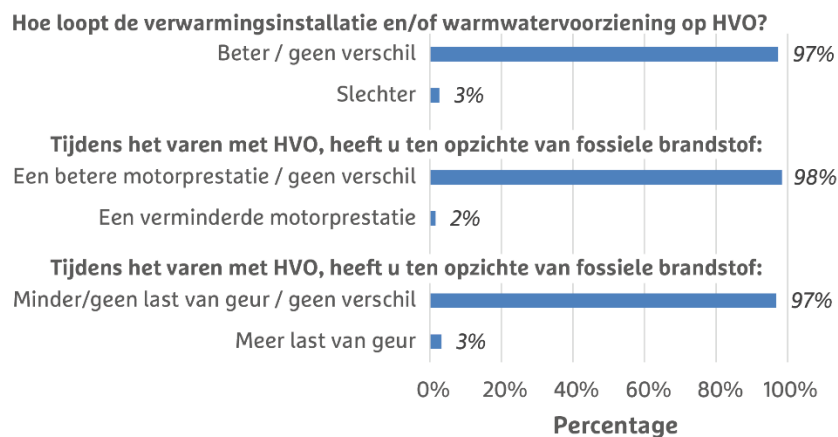 Hoe loopt de verwarmingsinstallatie en/of warmwatervoorziening op HVO?
Beter / geen verschil 97%
Slechter 3%
Tijdens het varen met HVO, heeft u ten opzichte van fossiele brandstof:
Een betere motorprestatie / geen verschil 98%
Een verminderde motorprestatie 2%
Tijdens het varen met HVO, heeft u ten opzichte van fossiele brandstof:
Minder/geen last van geur / geen verschil 97%
Meer last van geur 3%
0% 20% 40% 60% 80% 100%
Percentage